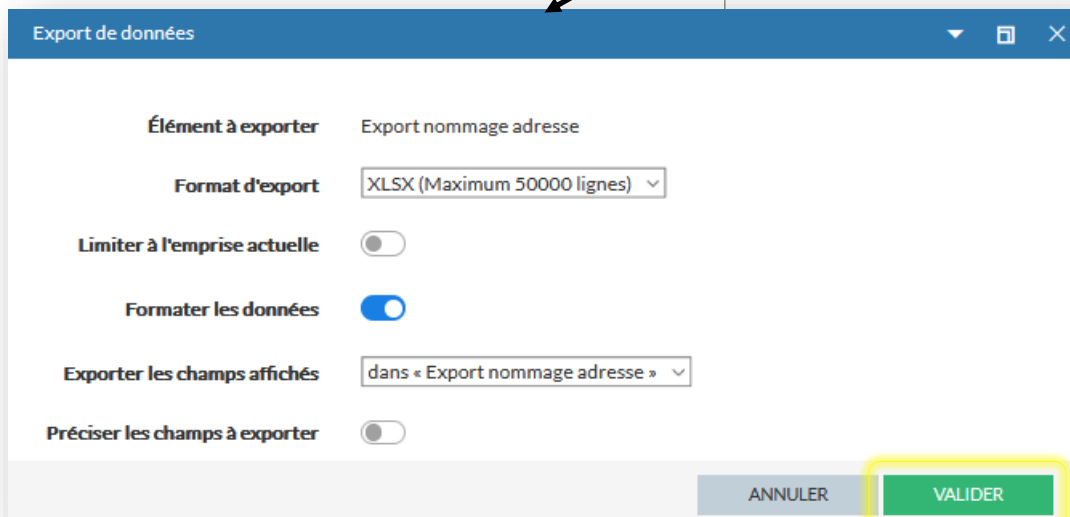 Export de données
Élément à exporter Export nommage adresse
Format d'export XLSX (Maximum 50000 lignes)
Limiter à l'emprise actuelle
Formater les données
Exporter les champs affichés dans « Export nommage adresse »
Préciser les champs à exporter
ANNULER VALIDER